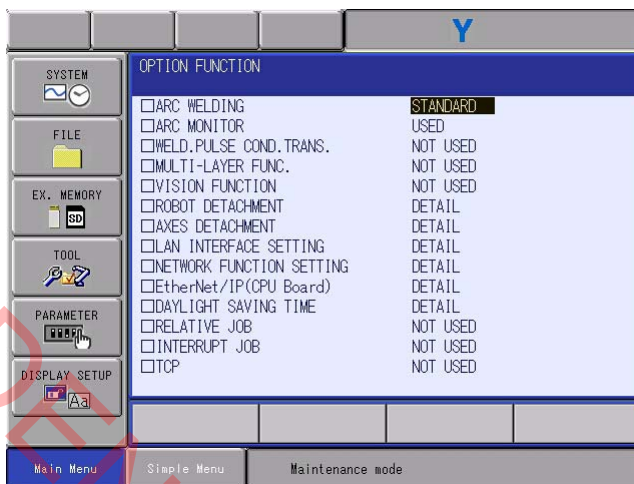 Y
SYSTEM
FILE
EX. MEMORY
SD
TOOL
PARAMETER
DISPLAY SETUP
Aa
OPTION FUNCTION
□ARC WELDING STANDARD
□ARC MONITOR USED
□WELD.PULSE COND.TRANS. NOT USED
□MULTI-LAYER FUNC. NOT USED
□VISION FUNCTION NOT USED
□ROBOT DETACHMENT DETAIL
□AXES DETACHMENT DETAIL
□LAN INTERFACE SETTING DETAIL
□NETWORK FUNCTION SETTING DETAIL
□EtherNet/IP(CPU Board) DETAIL
□DAYLIGHT SAVING TIME DETAIL
□RELATIVE JOB NOT USED
□INTERRUPT JOB NOT USED
□TCP NOT USED
Main Menu Simple Menu Maintenance mode